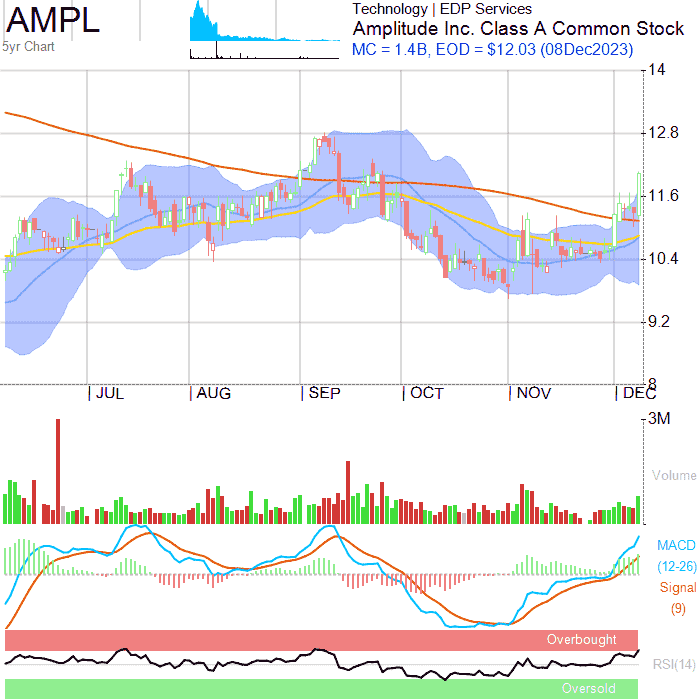 AMPL
5yr Chart
Technology | EDP Services
Amplitude Inc. Class A Common Stock
MC = 1.4B, EOD = $12.03 (08Dec2023)
14
12.8
11.6
10.4
9.2
8
JUL
AUG
SEP
OCT
NOV
DEC
3M
Volume
MACD
(12-26)
Signal
(9)
Overbought
RSI(14)
Oversold